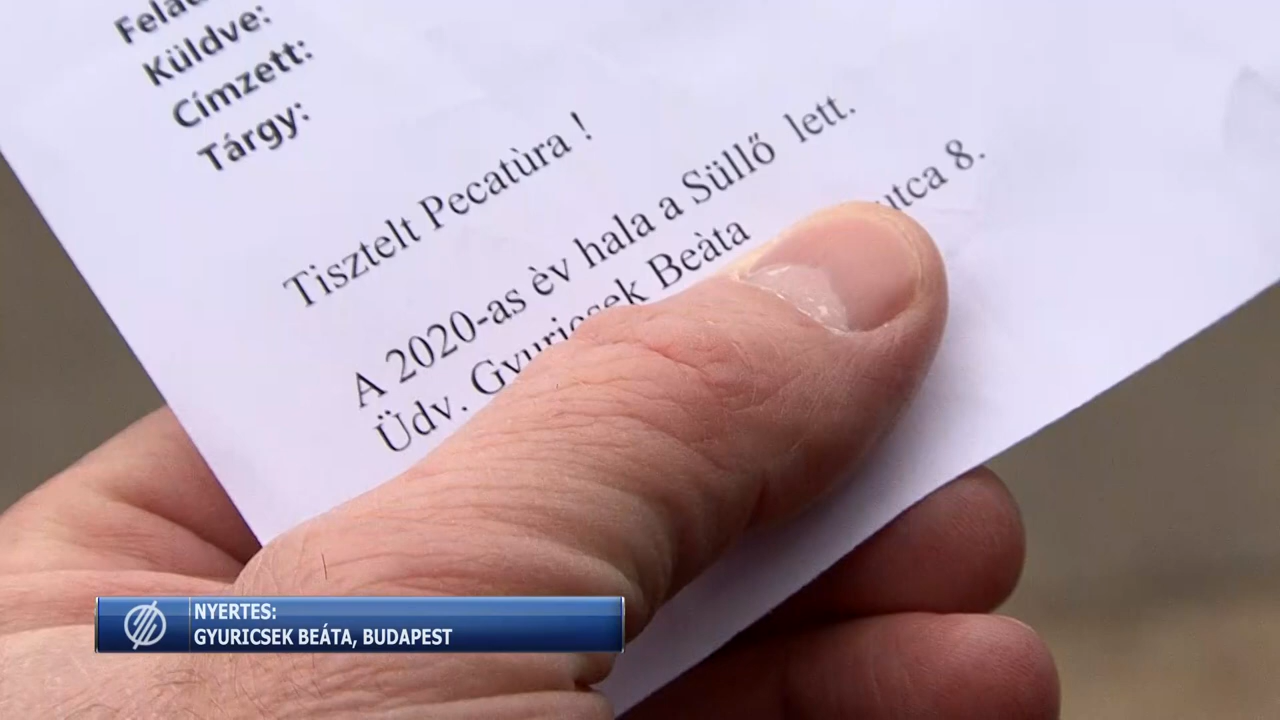 Küldve:
Címzett:
Tárgy:
Tisztelt Pecatùra !
A 2020-as èv hala a Süllő lett.
Üdv. Gyuricsek Beàta utca 8.
NYERTES:
GYURICSEK BEÁTA, BUDAPEST